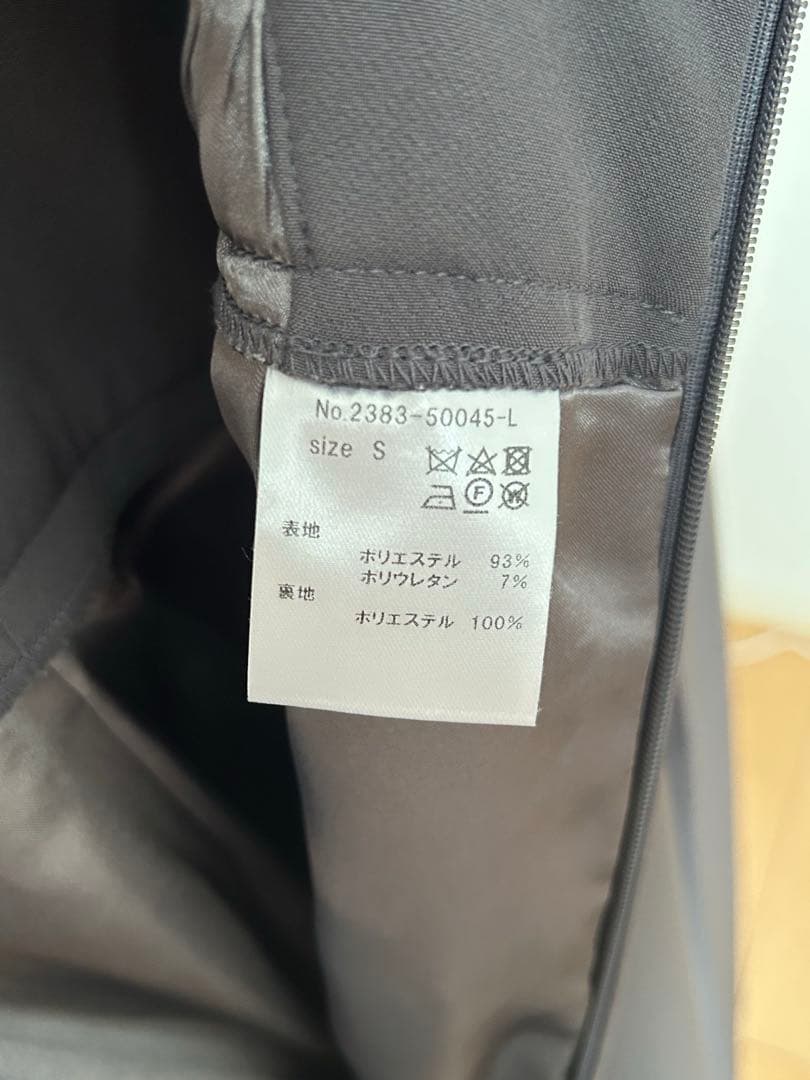 No.2383-50045-L
size S
F W
表地
ポリエステル 93%
ポリウレタン 7%
裏地
ポリエステル 100%